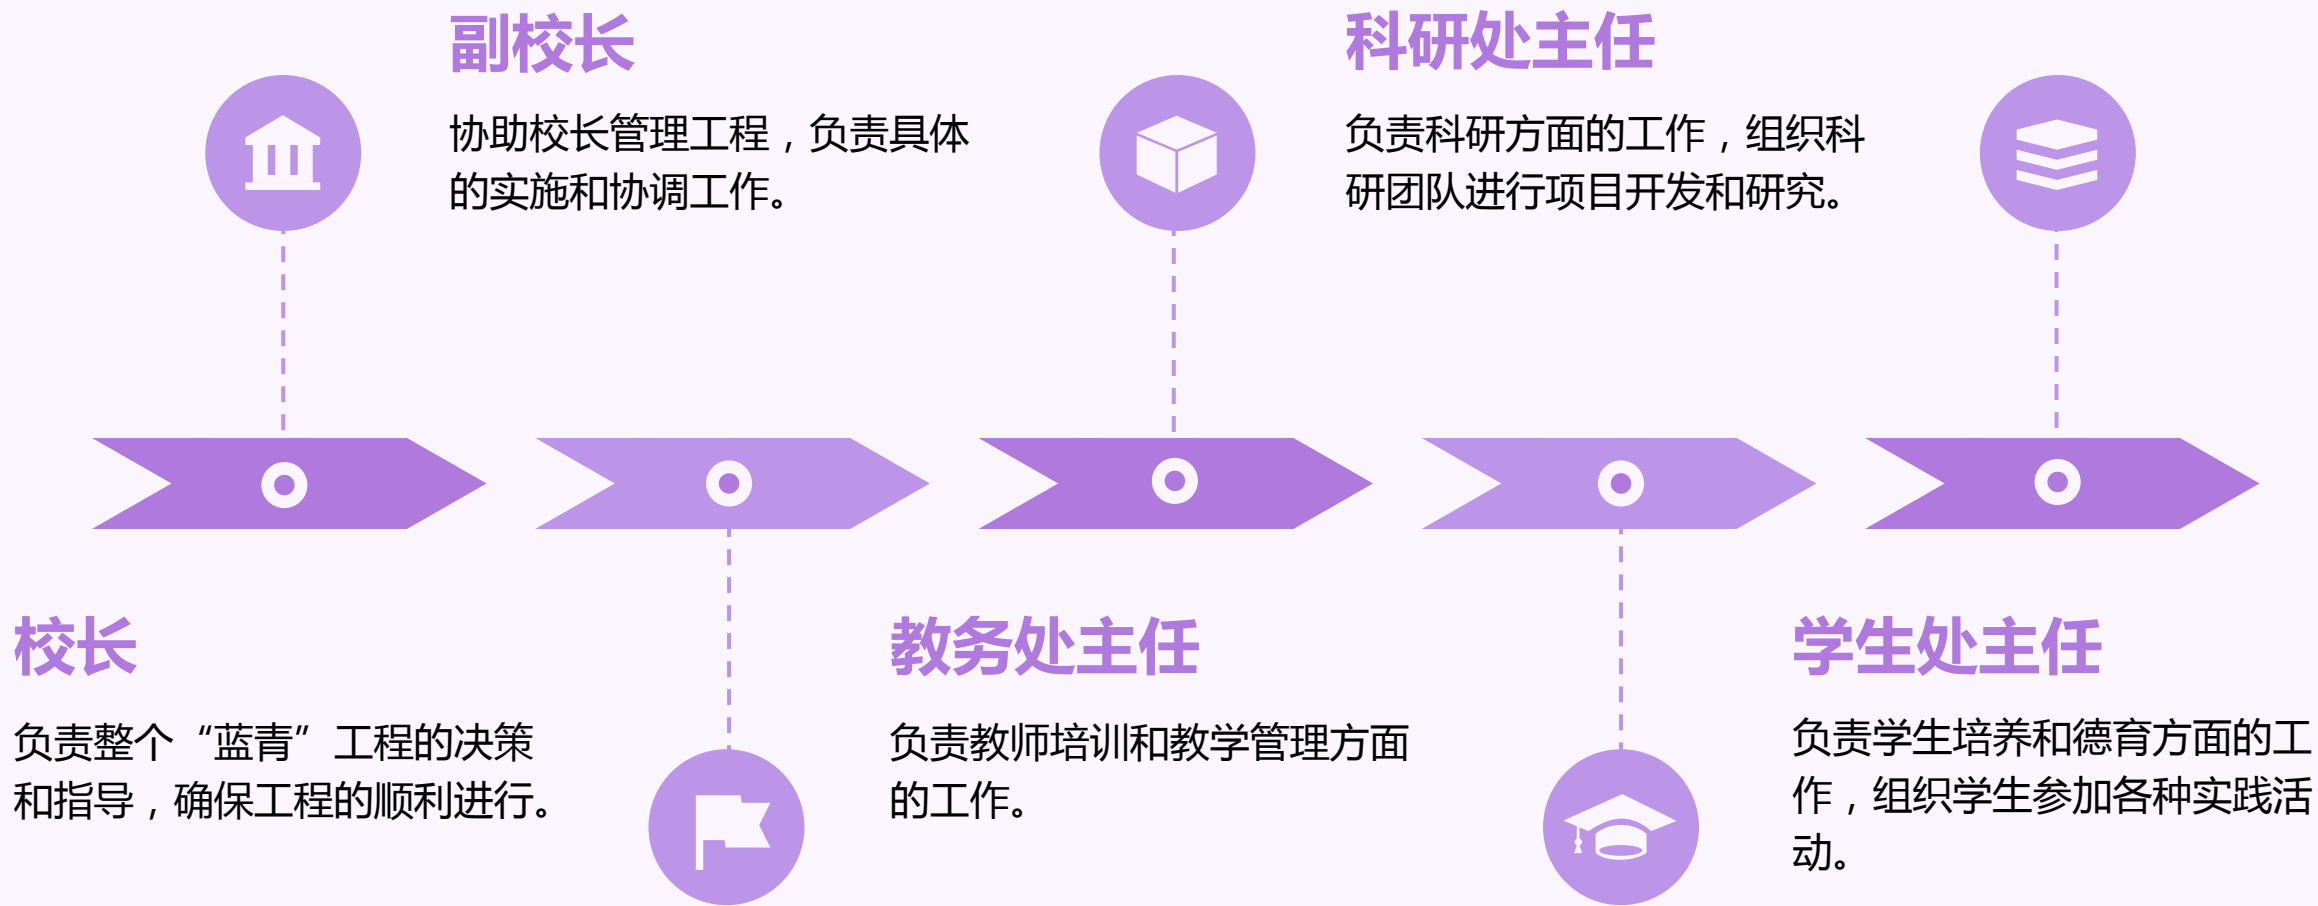 副校长
协助校长管理工程，负责具体
的实施和协调工作。
科研处主任
负责科研方面的工作，组织科
研团队进行项目开发和研究。
校长
负责整个“蓝青”工程的决策
和指导，确保工程的顺利进行。
教务处主任
负责教师培训和教学管理方面
的工作。
学生处主任
负责学生培养和德育方面的工
作，组织学生参加各种实践活
动。